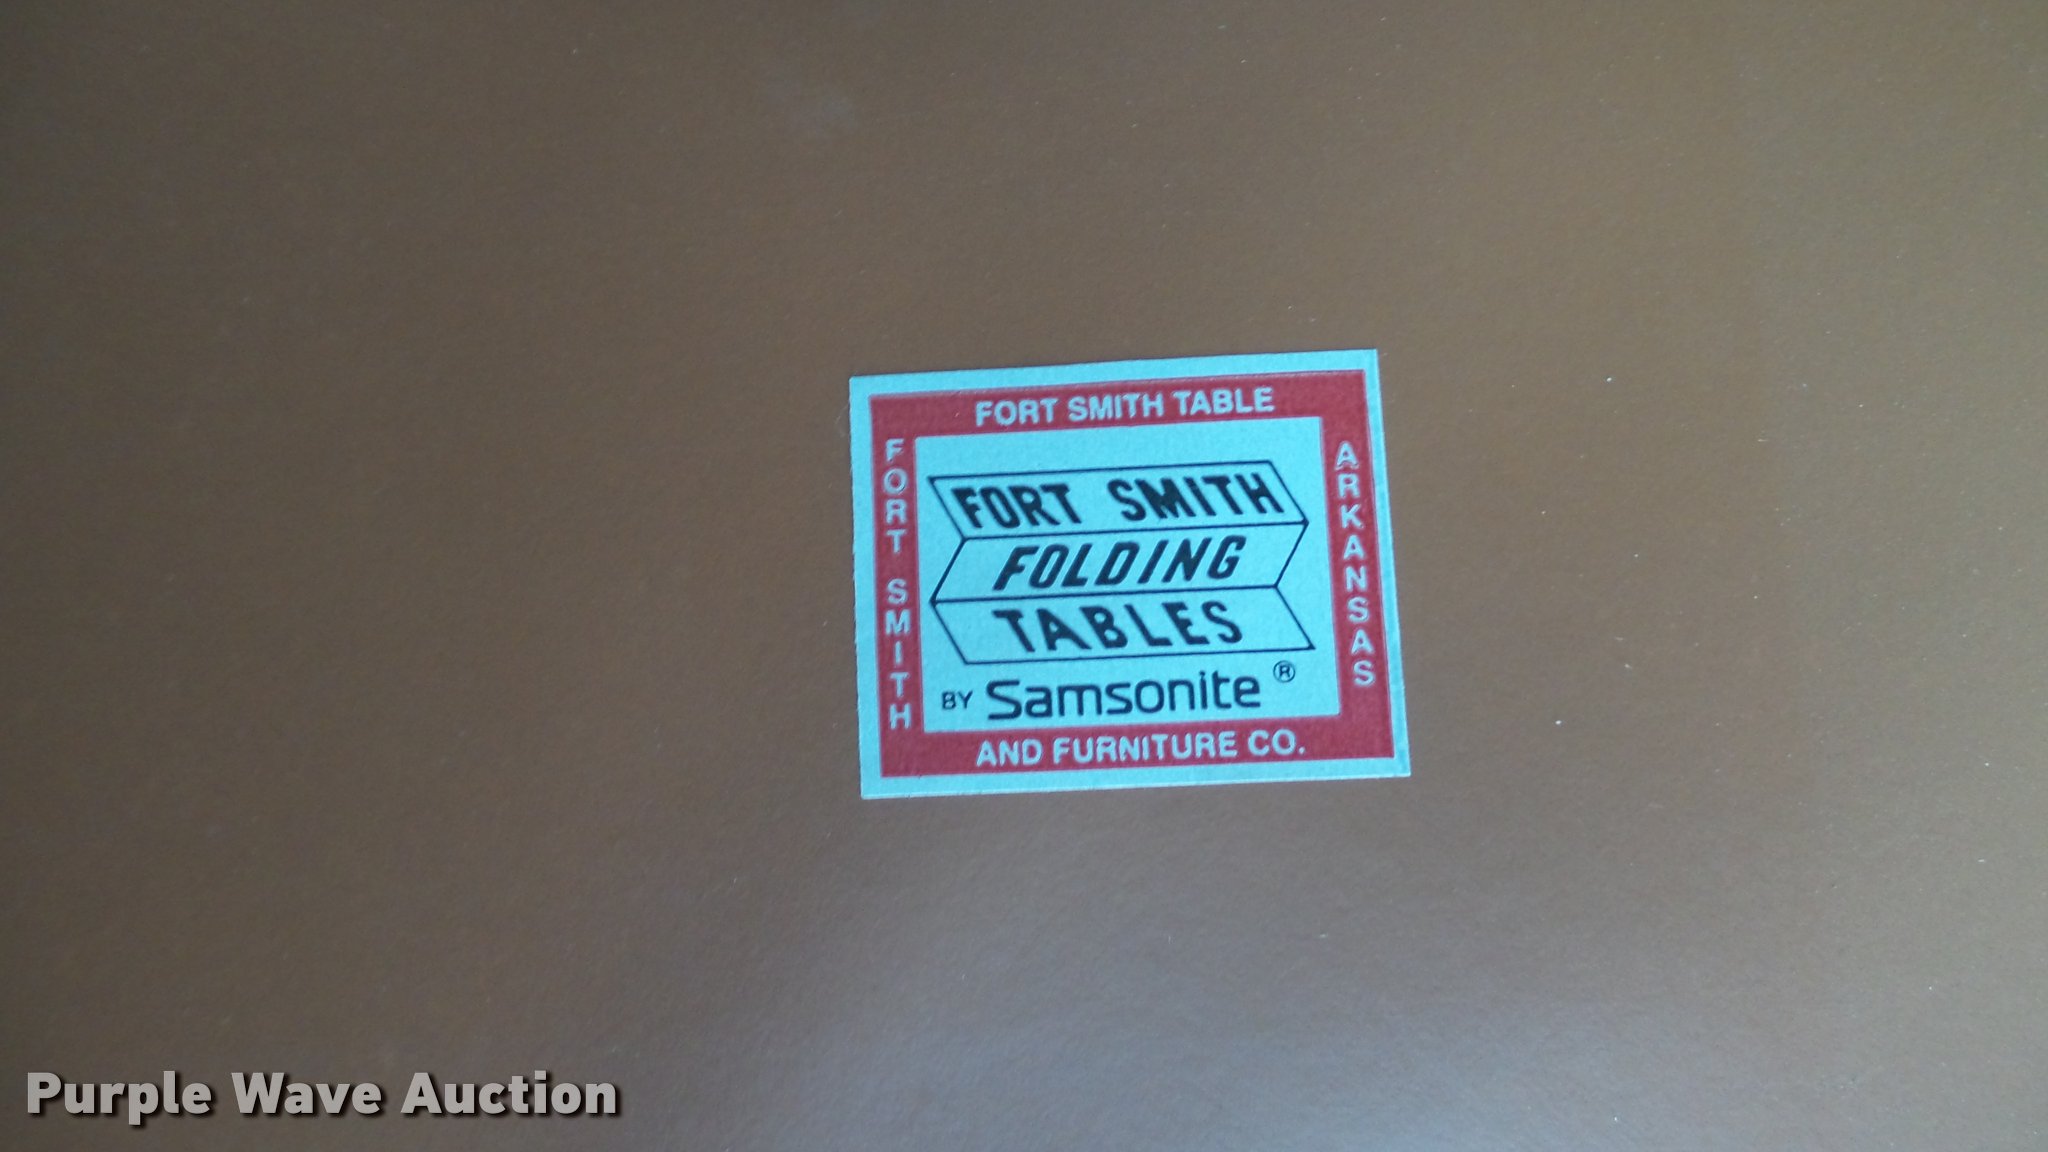 FORT SMITH TABLE
FORT SMITH
ARKANSAS
FORT SMITH
FOLDING
TABLES
BY Samsonite®
AND FURNITURE CO.
Purple Wave Auction